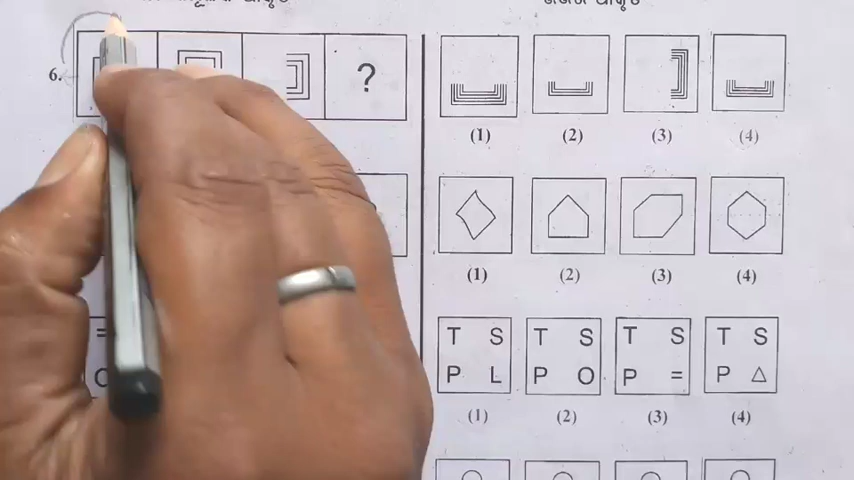 6.
?
(1) (2) (3) (4)
(1) (2) (3) (4)
=
T S T S T S T S
P L P O P = P △
(1) (2) (3) (4)